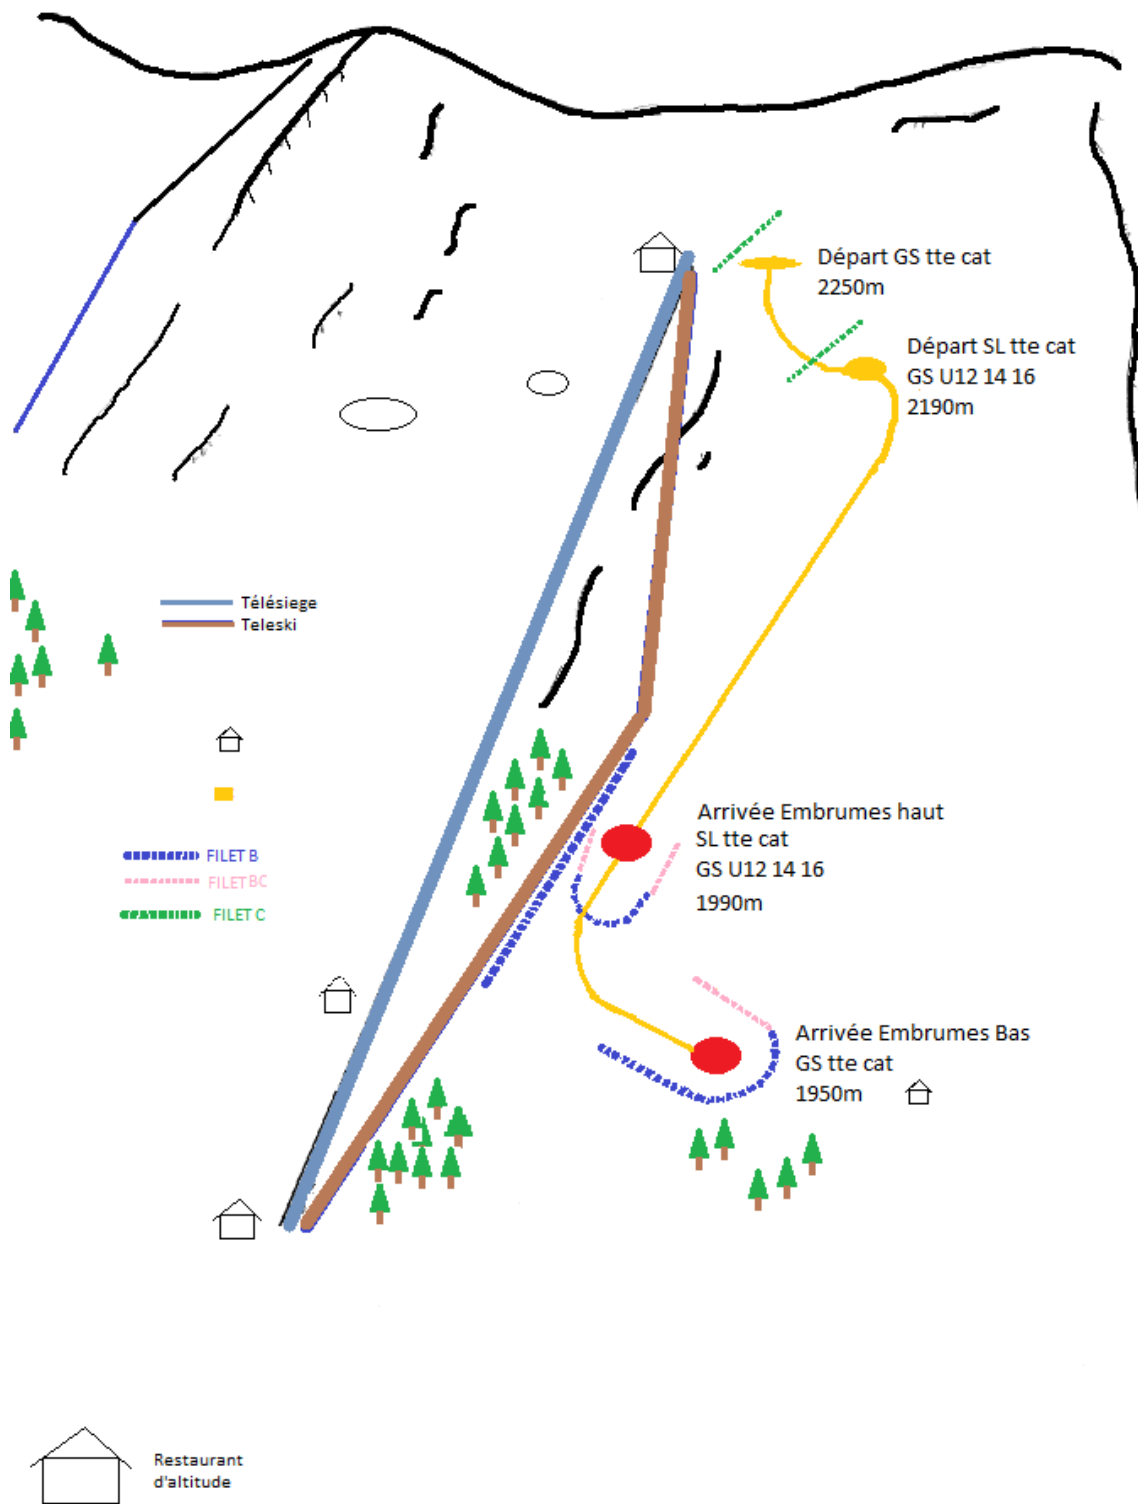 Départ GS tte cat
2250m
Départ SL tte cat
GS U12 14 16
2190m
Télésiege
Teleski
Arrivée Embrumes haut
SL tte cat
GS U12 14 16
1990m
FILET B
FILET BC
FILET C
Arrivée Embrumes Bas
GS tte cat
1950m
Restaurant
d'altitude